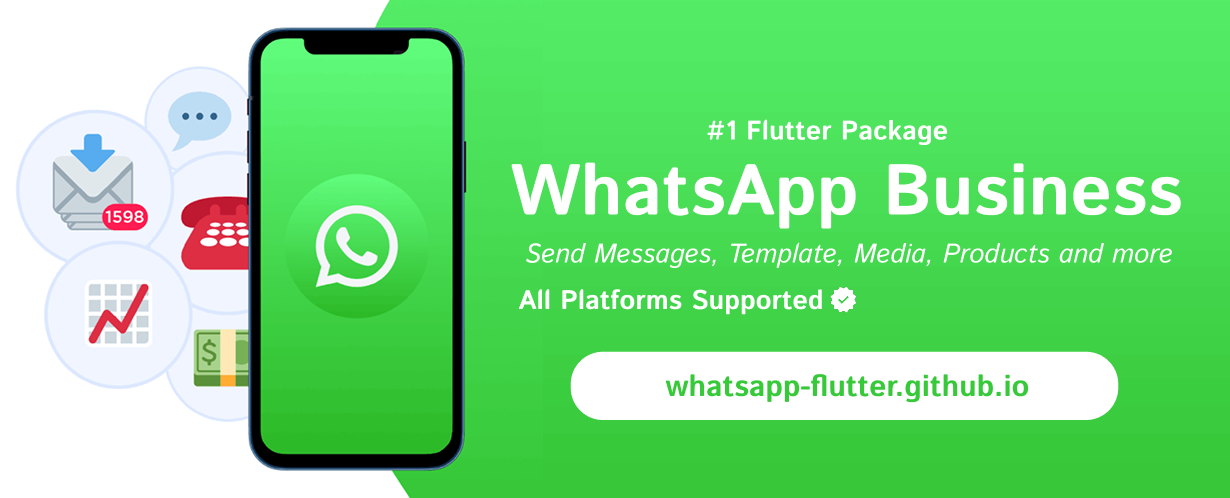 1598
#1 Flutter Package
WhatsApp Business
Send Messages, Template, Media, Products and more
All Platforms Supported
whatsapp-flutter.github.io